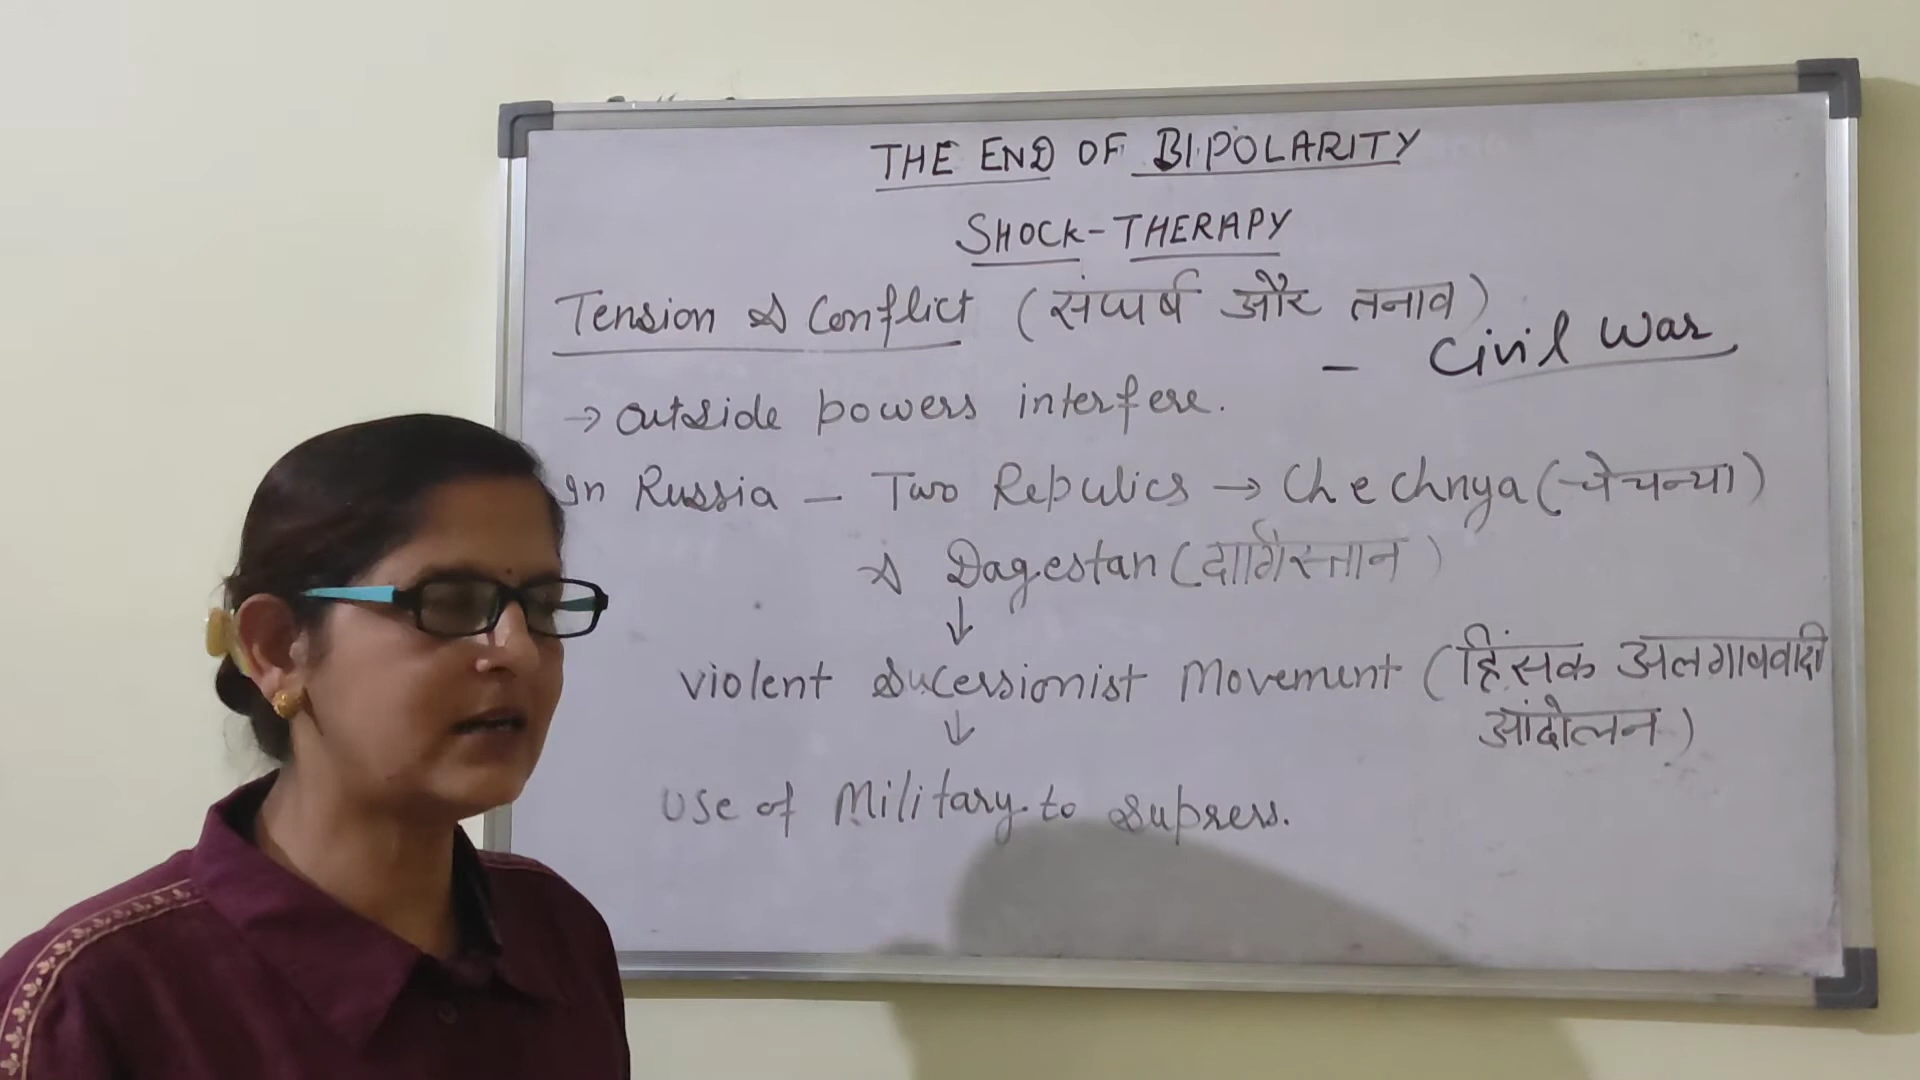 THE END OF BIPOLARITY
SHOCK-THERAPY
Tension & Conflict (संघर्ष और तनाव)
- Civil War
→ outside powers interfere.
In Russia - Two Repulics → Chechnya (चेचन्या)
& Dagestan (दागिस्तान)
↓
violent Sucessionist Movement (हिंसक अलगाववादी
आंदोलन)
↓
Use of Military to Supress.